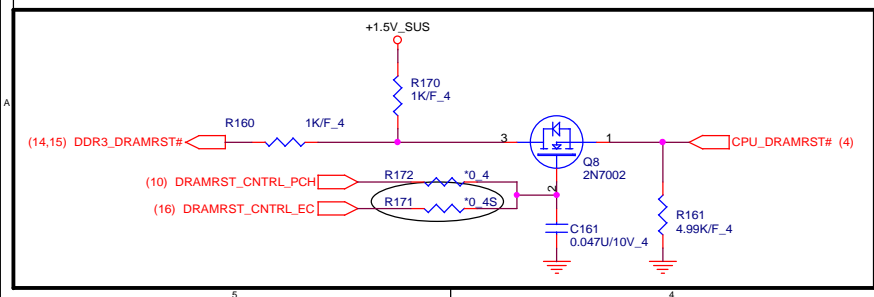 +1.5V_SUS
R170
1K/F_4
A
R160
1K/F_4
(14,15) DDR3_DRAMRST#
3
1
CPU_DRAMRST# (4)
Q8
2N7002
(10) DRAMRST_CNTRL_PCH
R172
*0_4
2
(16) DRAMRST_CNTRL_EC
R171
*0_4S
R161
4.99K/F_4
C161
0.047U/10V_4
5
4